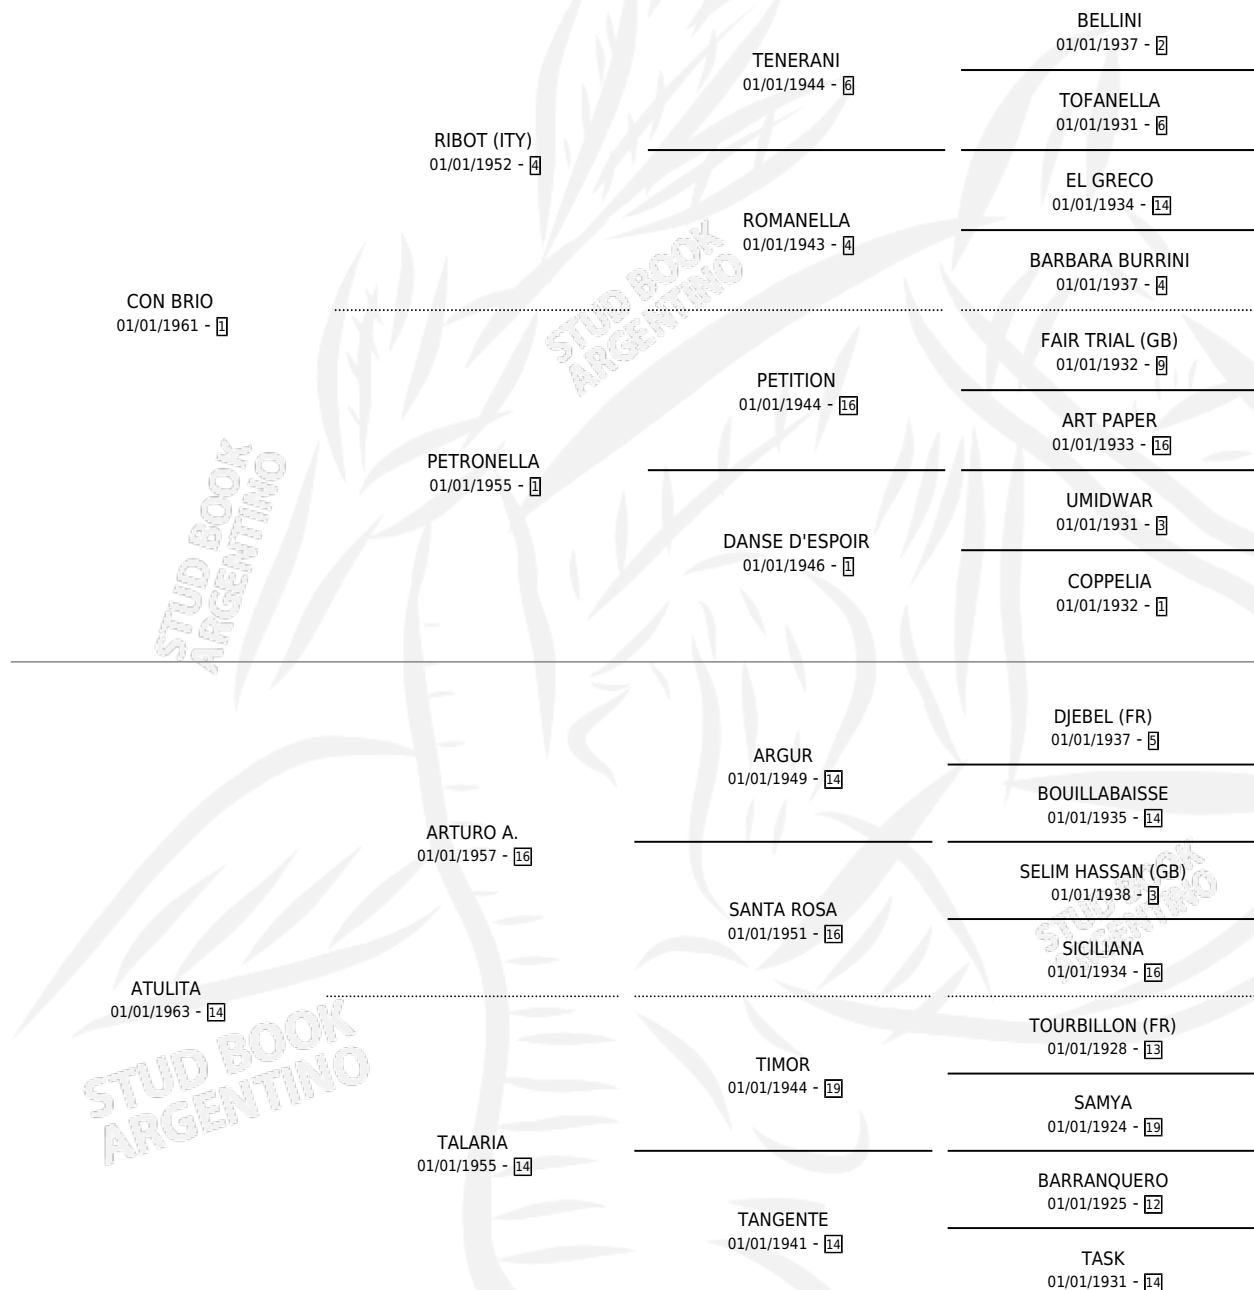 BELLINI
01/01/1937 - 2
TENERANI
01/01/1944 - 6
TOFANELLA
01/01/1931 - 6
RIBOT (ITY)
01/01/1952 - 4
EL GRECO
01/01/1934 - 14
ROMANELLA
01/01/1943 - 4
BARBARA BURRINI
01/01/1937 - 4
CON BRIO
01/01/1961 - 1
FAIR TRIAL (GB)
01/01/1932 - 9
PETITION
01/01/1944 - 16
ART PAPER
01/01/1933 - 16
PETRONELLA
01/01/1955 - 1
UMIDWAR
01/01/1931 - 3
DANSE D'ESPOIR
01/01/1946 - 1
COPPELIA
01/01/1932 - 1
DJEBEL (FR)
01/01/1937 - 5
ARGUR
01/01/1949 - 14
BOUILLABAISSE
01/01/1935 - 14
ARTURO A.
01/01/1957 - 16
SELIM HASSAN (GB)
01/01/1938 - 3
SANTA ROSA
01/01/1951 - 16
SICILIANA
01/01/1934 - 16
ATULITA
01/01/1963 - 14
TOURBILLON (FR)
01/01/1928 - 13
TIMOR
01/01/1944 - 19
SAMYA
01/01/1924 - 19
TALARIA
01/01/1955 - 14
BARRANQUERO
01/01/1925 - 12
TANGENTE
01/01/1941 - 14
TASK
01/01/1931 - 14
STUD BOOK
ARGENTINO
STUD BOOK
ARGENTINO
STUD BOOK
ARGENTINO
STUD BOOK
ARGENTINO